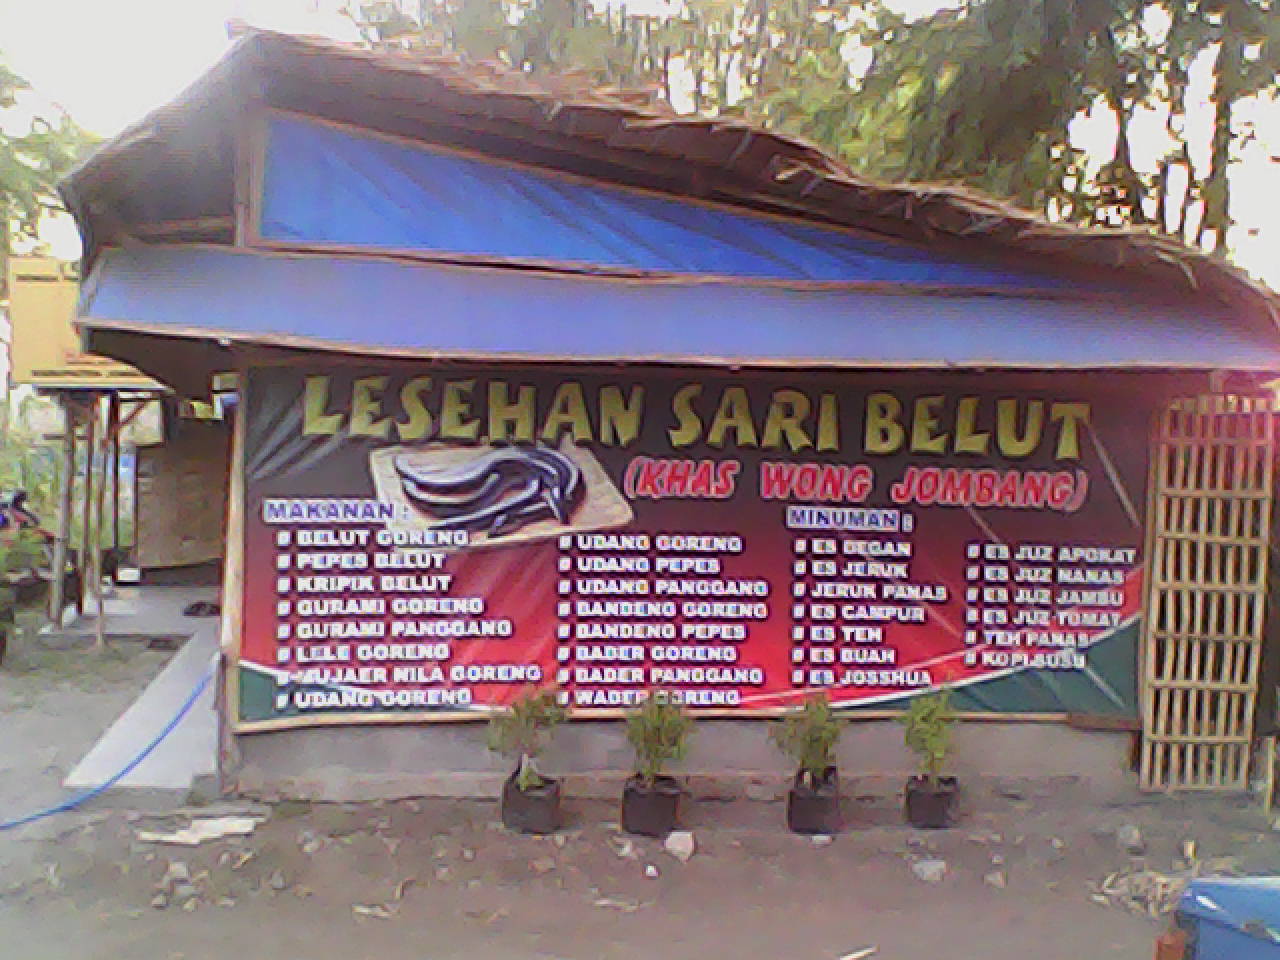 LESEHAN SARI BELUT
(KHAS WONG JOMBANG)
MAKANAN :
# BELUT GORENG
# PEPES BELUT
# KRIPIK BELUT
# GURAMI GORENG
# GURAMI PANGGANG
# LELE GORENG
# MUJAER NILA GORENG
# UDANG GORENG
# UDANG GORENG
# UDANG PEPES
# UDANG PANGGANG
# BANDENG GORENG
# BANDENG PEPES
# BADER GORENG
# BADER PANGGANG
# WADER GORENG
MINUMAN :
# ES DEGAN
# ES JERUK
# JERUK PANAS
# ES CAMPUR
# ES TEH
# ES BUAH
# ES JOSSHUA
# ES JUZ APOKAT
# ES JUZ NANAS
# ES JUZ JAMBU
# ES JUZ TOMAT
# TEH PANAS
# KOPI SUSU